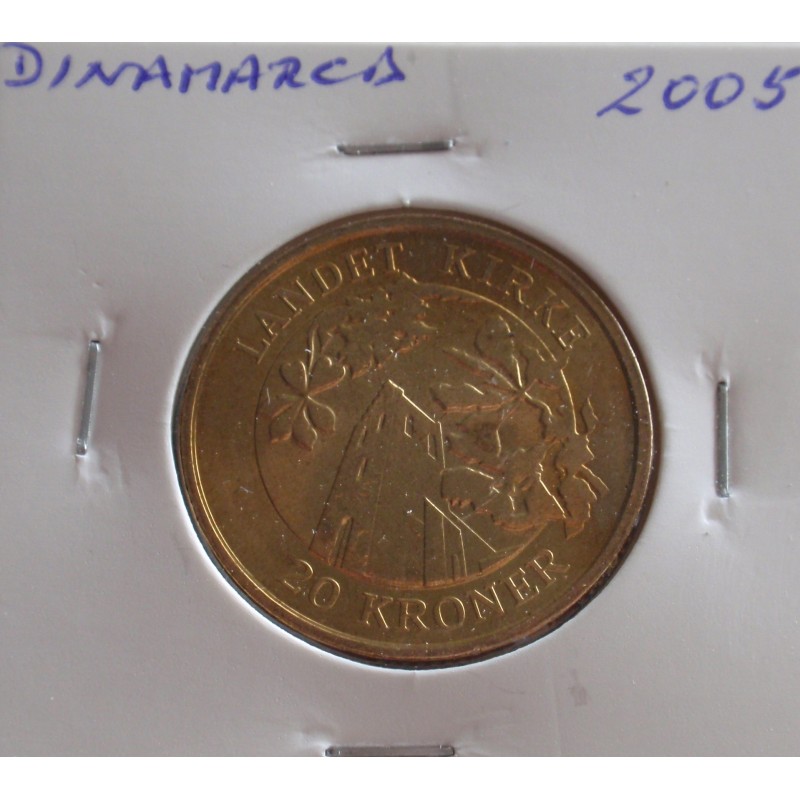 DINAMARCA 2005
LANDET KIRKE
20 KRONER